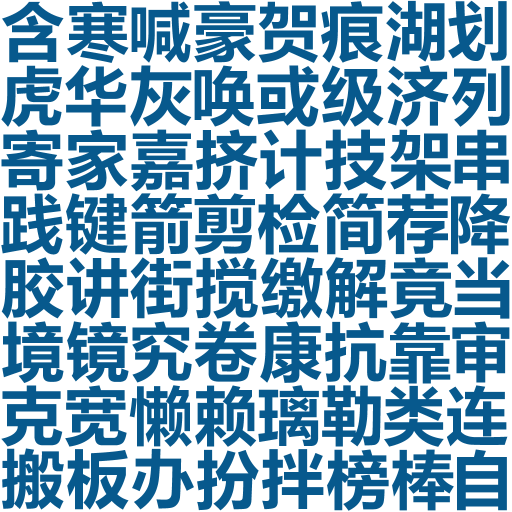 含寒喊豪贺痕湖划
虎华灰唤或级济列
寄家嘉挤计技架串
践键箭剪检简荐降
胶讲街搅缴解竟当
境镜究卷康抗靠审
克宽懒赖璃勒类连
搬板办扮拌榜棒自